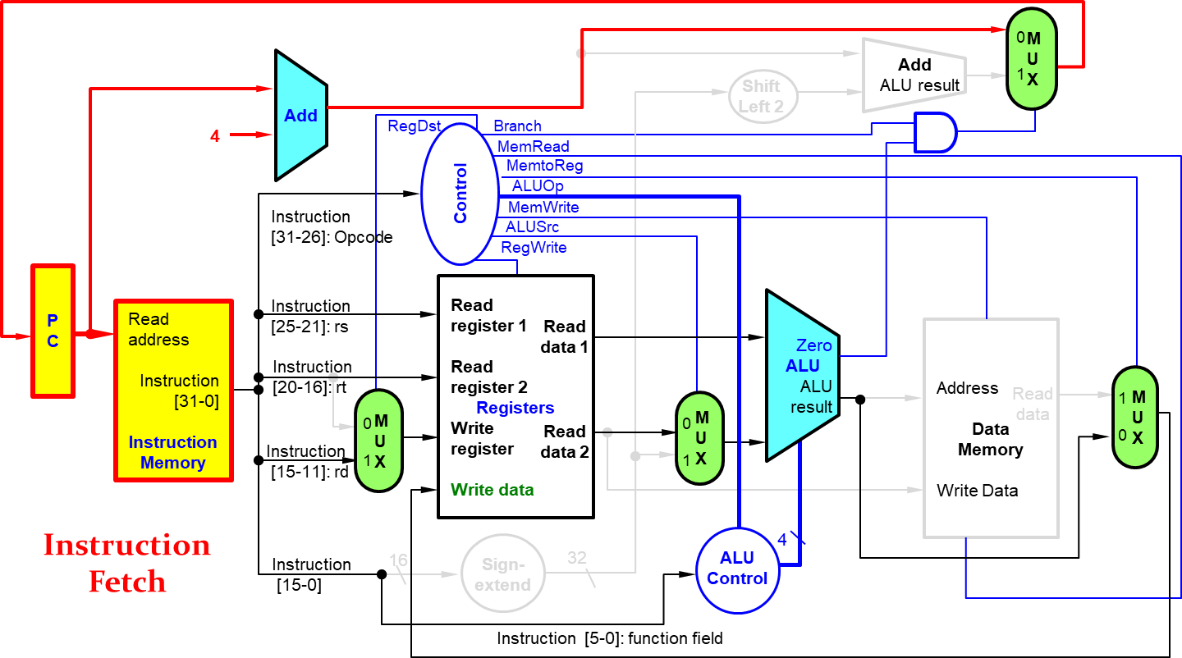 0 M
U
1 X
Add
ALU result
Shift
Left 2
Add
4
RegDst
Branch
MemRead
MemtoReg
ALUOp
MemWrite
ALUSrc
RegWrite
Control
Instruction
[31-26]: Opcode
P
C
Read
address
Instruction
[31-0]
Instruction
Memory
Instruction
[25-21]: rs
Instruction
[20-16]: rt
Instruction
[15-11]: rd
0 M
U
1 X
Read
register 1
Read
register 2
Registers
Write
register
Write data
Read
data 1
Read
data 2
0 M
U
1 X
Zero
ALU
ALU
result
Address
Read
data
Data
Memory
Write Data
1 M
U
0 X
Instruction
Fetch
Instruction
[15-0]
16
Sign-
extend
32
ALU
Control
4
Instruction [5-0]: function field